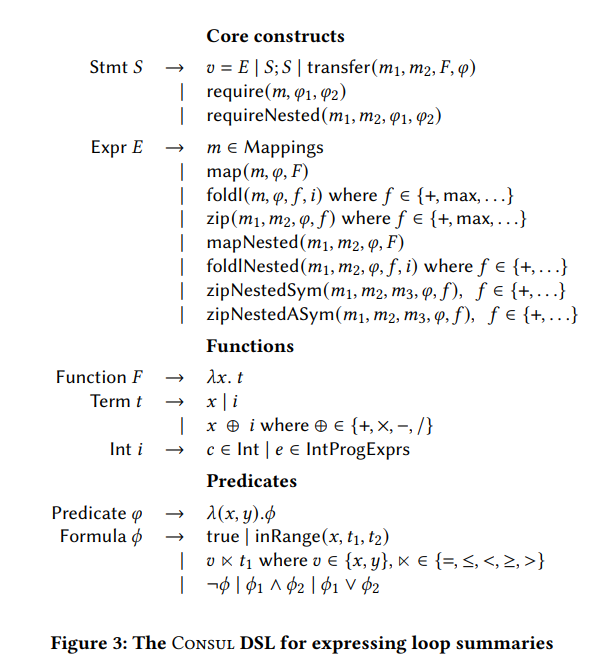 Core constructs
Stmt S → v = E | S; S | transfer(m₁, m₂, F, φ)
| require(m, φ₁, φ₂)
| requireNested(m₁, m₂, φ₁, φ₂)
Expr E → m ∈ Mappings
| map(m, φ, F)
| foldl(m, φ, f, i) where f ∈ {+, max, . . .}
| zip(m₁, m₂, φ, f) where f ∈ {+, max, . . .}
| mapNested(m₁, m₂, φ, F)
| foldlNested(m₁, m₂, φ, f, i) where f ∈ {+, . . .}
| zipNestedSym(m₁, m₂, m₃, φ, f), f ∈ {+, . . .}
| zipNestedASym(m₁, m₂, m₃, φ, f), f ∈ {+, . . .}
Functions
Function F → λx. t
Term t → x | i
| x ⊕ i where ⊕ ∈ {+, ×, −, /}
Int i → c ∈ Int | e ∈ IntProgExprs
Predicates
Predicate φ → λ(x, y).ϕ
Formula ϕ → true | inRange(x, t₁, t₂)
| v ⋉ t₁ where v ∈ {x, y}, ⋉ ∈ {=, ≤, <, ≥, >}
| ¬ϕ | ϕ₁ ∧ ϕ₂ | ϕ₁ ∨ ϕ₂
Figure 3: The Consul DSL for expressing loop summaries